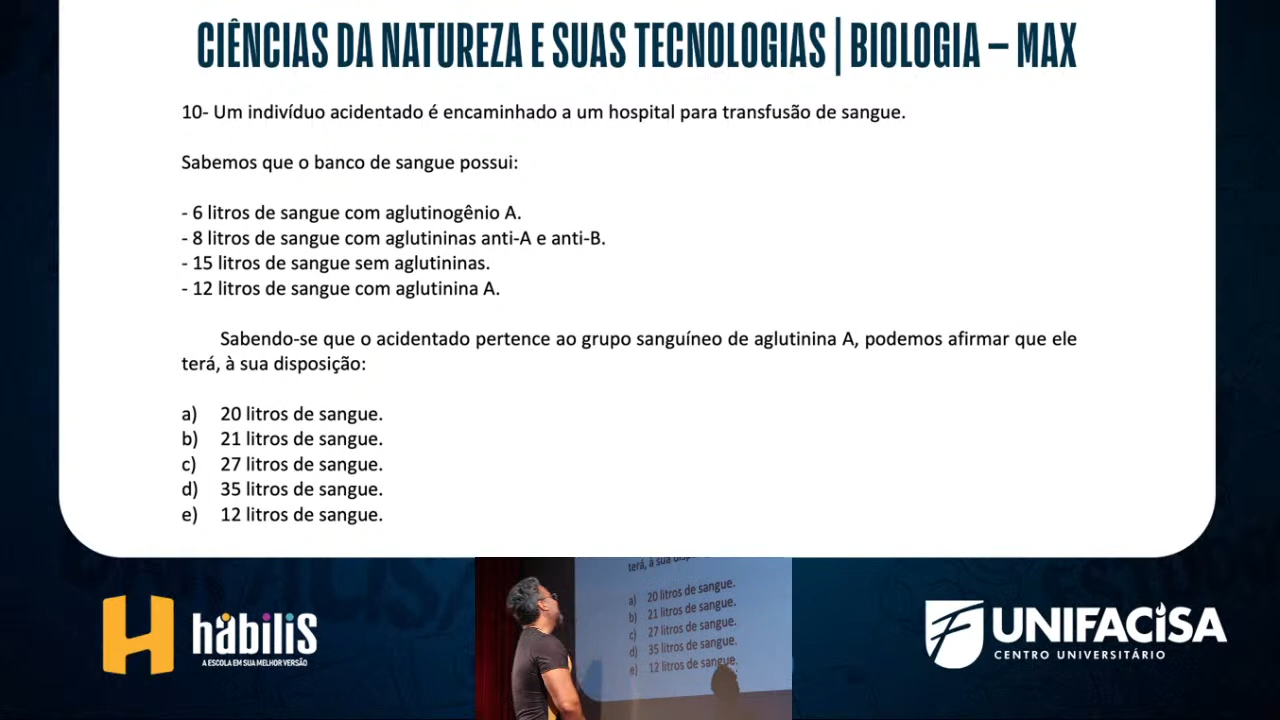 CIÊNCIAS DA NATUREZA E SUAS TECNOLOGIAS | BIOLOGIA – MAX
10- Um indivíduo acidentado é encaminhado a um hospital para transfusão de sangue.
Sabemos que o banco de sangue possui:
- 6 litros de sangue com aglutinogênio A.
- 8 litros de sangue com aglutininas anti-A e anti-B.
- 15 litros de sangue sem aglutininas.
- 12 litros de sangue com aglutinina A.
Sabendo-se que o acidentado pertence ao grupo sanguíneo de aglutinina A, podemos afirmar que ele
terá, à sua disposição:
a) 20 litros de sangue.
b) 21 litros de sangue.
c) 27 litros de sangue.
d) 35 litros de sangue.
e) 12 litros de sangue.
terá, à sua
a) 20 litros de sangue.
b) 21 litros de sangue.
c) 27 litros de sangue.
d) 35 litros de sangue.
e) 12 litros de sangue.
H hábilis
A ESCOLA EM SUA MELHOR VERSÃO
UNIFACISA
CENTRO UNIVERSITÁRIO